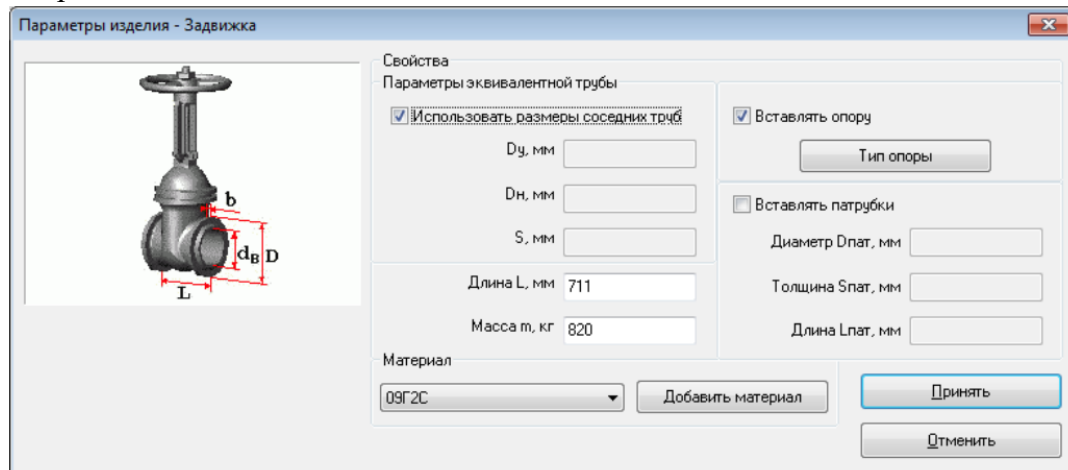 Параметры изделия - Задвижка
b
dв D
L
Свойства
Параметры эквивалентной трубы
Использовать размеры соседних труб
Dу, мм
Dн, мм
S, мм
Длина L, мм 711
Масса m, кг 820
Вставлять опору
Тип опоры
Вставлять патрубки
Диаметр Dпат, мм
Толщина Sпат, мм
Длина Lпат, мм
Материал
09Г2С
Добавить материал
Принять
Отменить